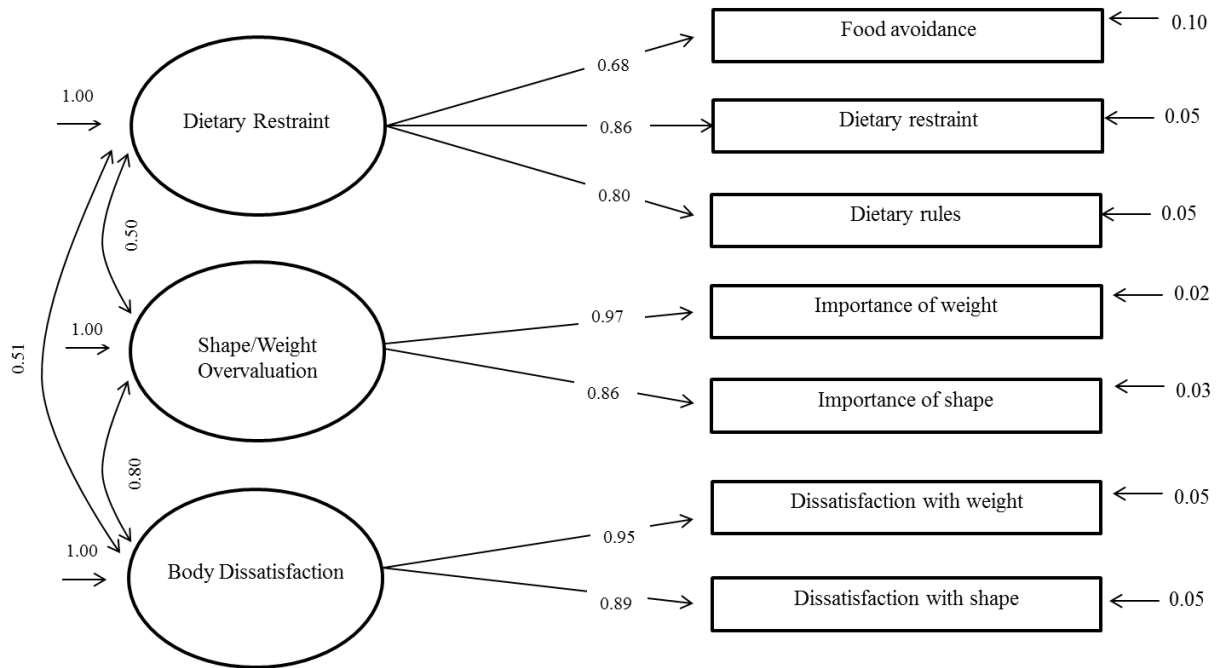 Food avoidance
0.10
0.68
1.00
Dietary Restraint
0.86
Dietary restraint
0.05
0.80
Dietary rules
0.05
0.50
Importance of weight
0.02
0.97
1.00
Shape/Weight
Overvaluation
0.51
0.86
Importance of shape
0.03
0.80
Dissatisfaction with weight
0.05
0.95
1.00
Body Dissatisfaction
0.89
Dissatisfaction with shape
0.05